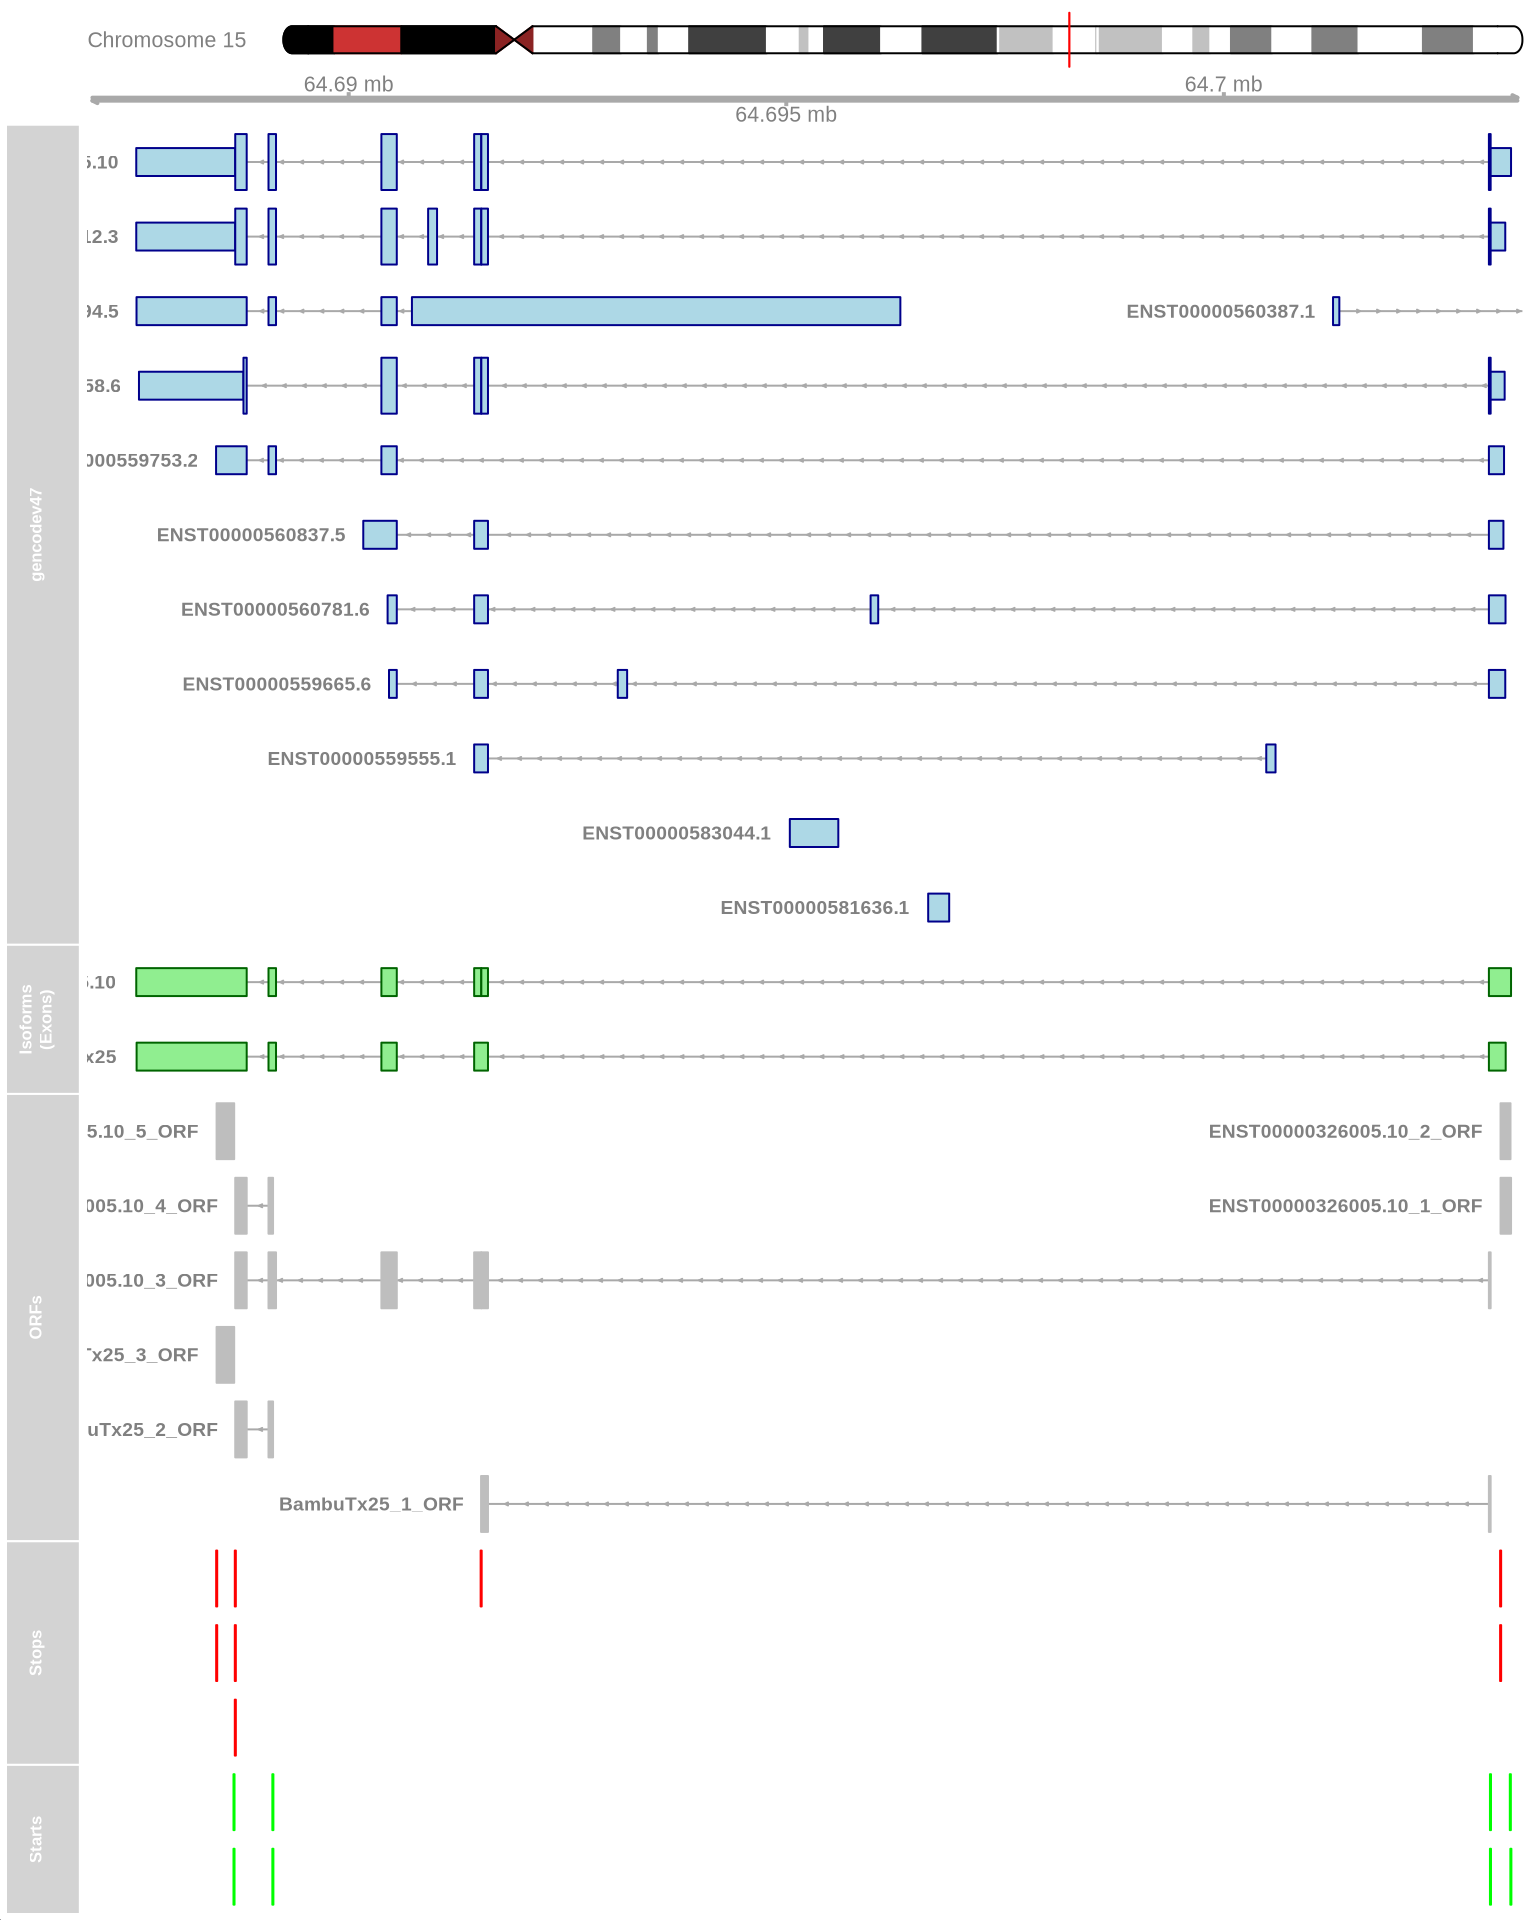 Chromosome 15
64.69 mb
64.7 mb
64.695 mb
5.10
12.3
94.5
ENST00000560387.1
58.6
000559753.2
ENST00000560837.5
ENST00000560781.6
ENST00000559665.6
ENST00000559555.1
ENST00000583044.1
ENST00000581636.1
gencodev47
.10
x25
Isoforms
(Exons)
5.10_5_ORF
ENST00000326005.10_2_ORF
005.10_4_ORF
ENST00000326005.10_1_ORF
005.10_3_ORF
Tx25_3_ORF
uTx25_2_ORF
BambuTx25_1_ORF
ORFs
Stops
Starts